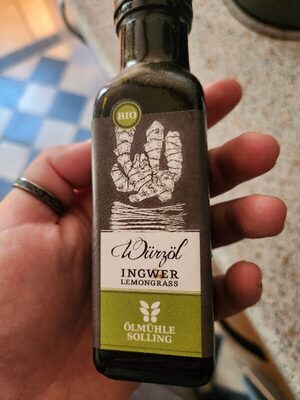 BIO
Würzöl
INGWER
LEMONGRASS
ÖLMÜHLE
SOLLING